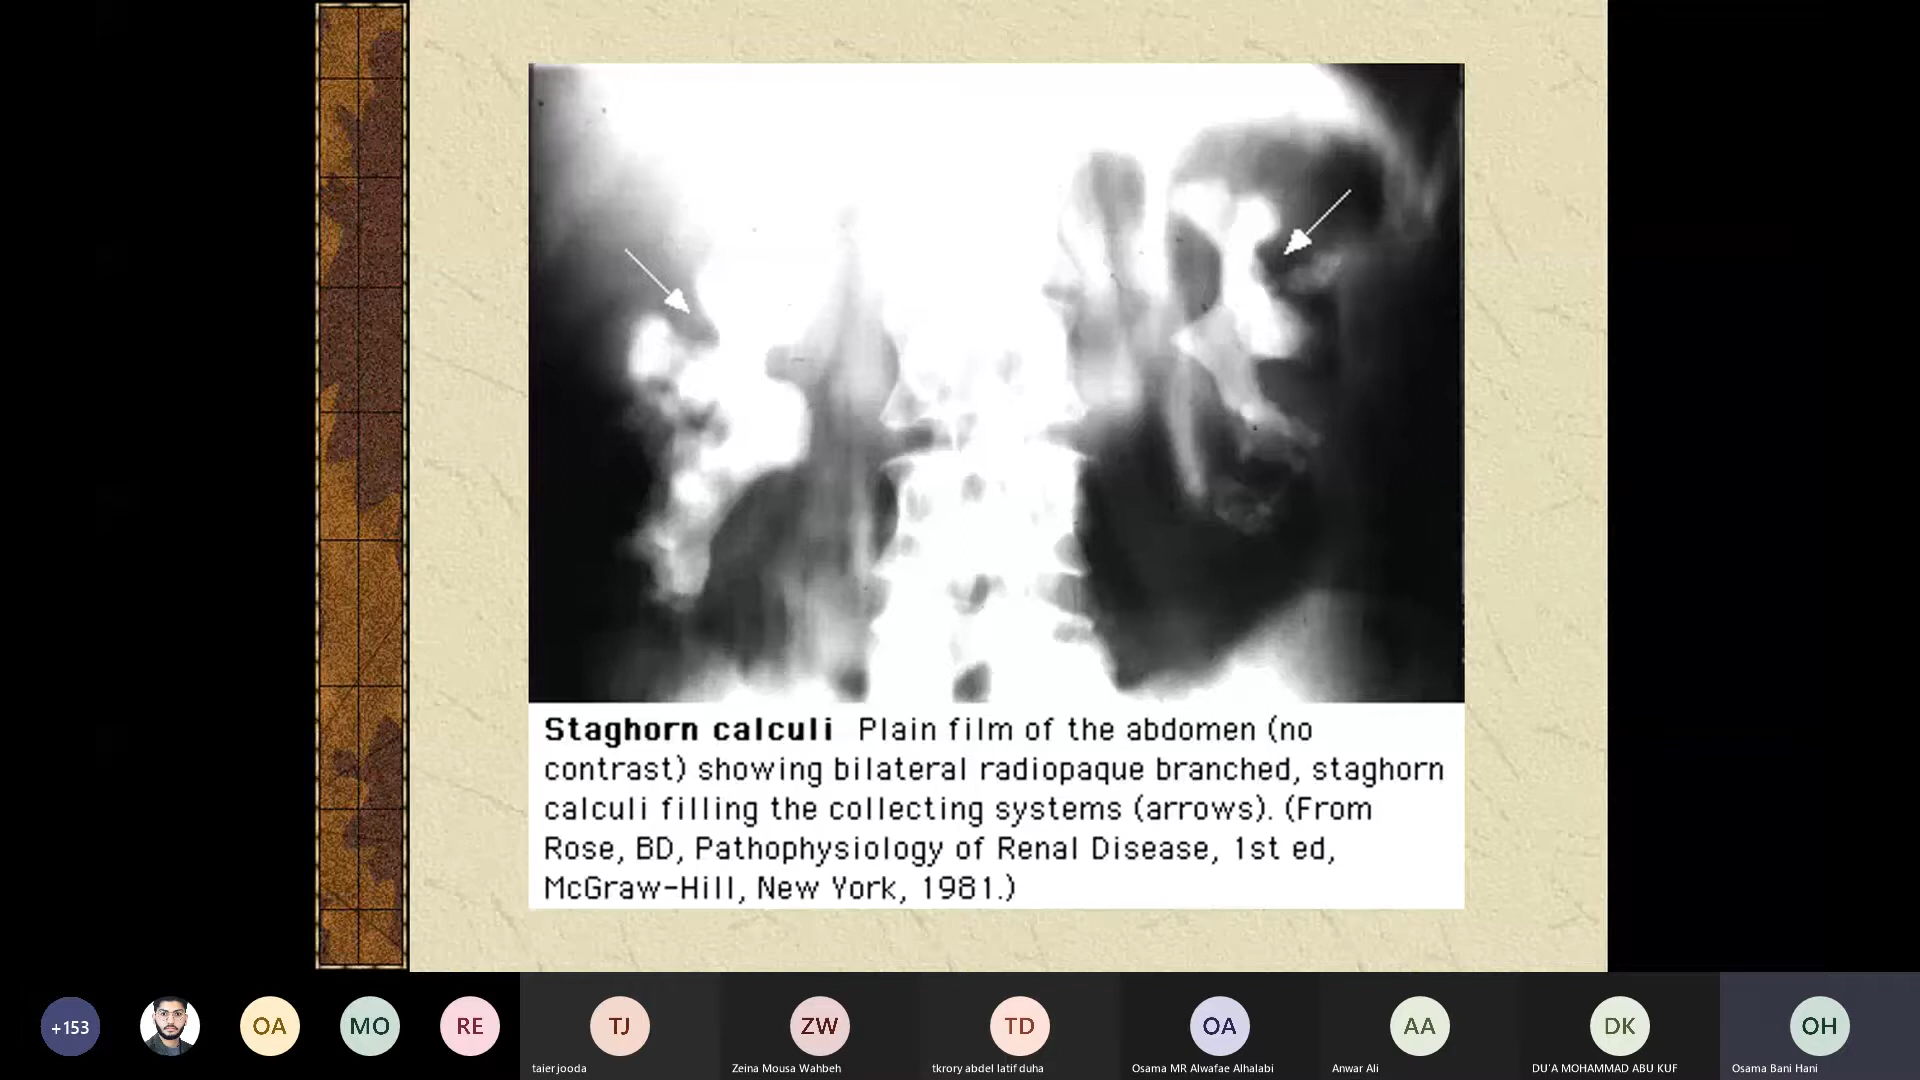 Staghorn calculi Plain film of the abdomen (no
contrast) showing bilateral radiopaque branched, staghorn
calculi filling the collecting systems (arrows). (From
Rose, BD, Pathophysiology of Renal Disease, 1st ed,
McGraw-Hill, New York, 1981.)
+153
OA
MO
RE
TJ
ZW
TD
OA
AA
DK
OH
taier jooda
Zeina Mousa Wahbeh
tkrory abdel latif duha
Osama MR Alwafae Alhalabi
Anwar Ali
DU'A MOHAMMAD ABU KUF
Osama Bani Hani